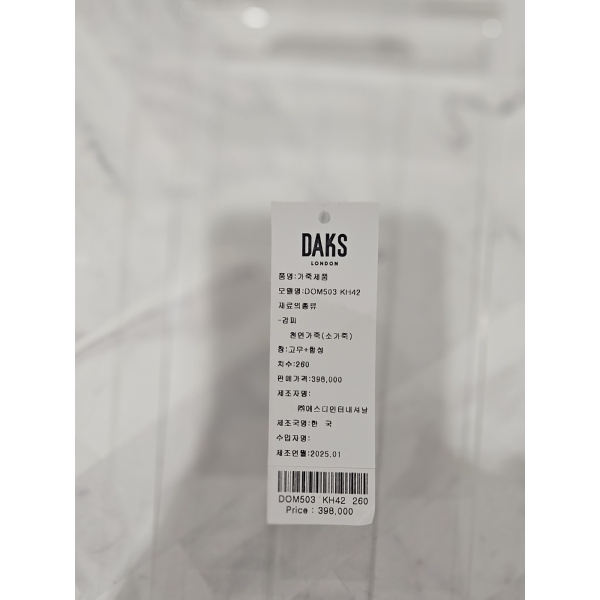 DAKS
LONDON
품명:가죽제품
모델명:DOM503 KH42
재료의종류
-겉피
천연가죽(소가죽)
창:고무+합성
치수:260
판매가격:398,000
제조자명:
㈜에스디인터내셔날
제조국명:한 국
수입자명:
제조연월:2025.01
DOM503 KH42 260
Price : 398,000